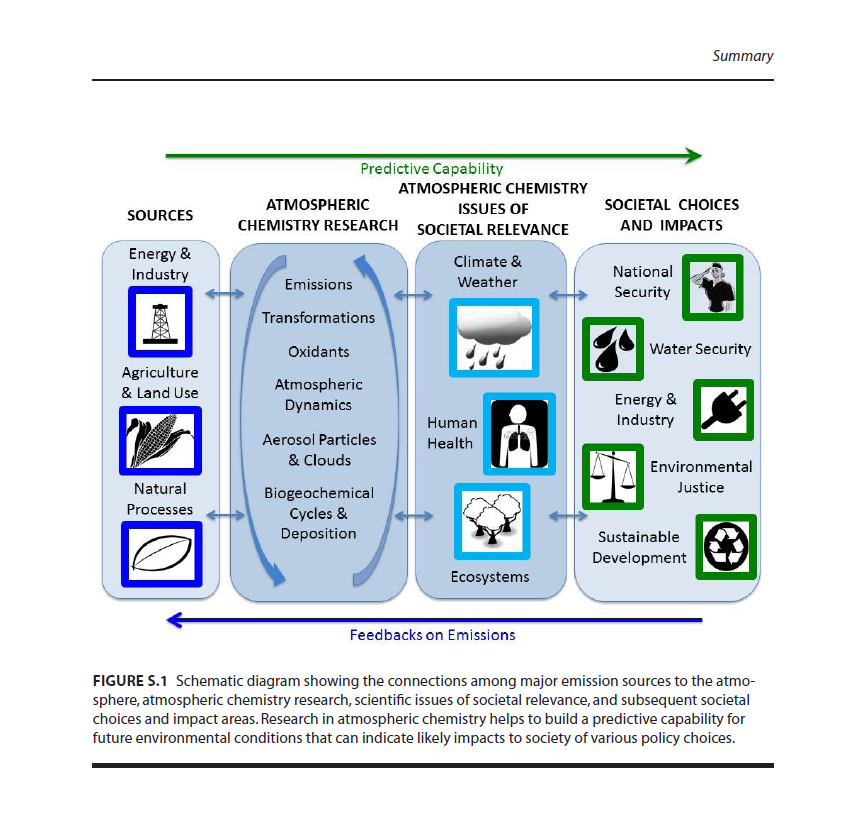 Summary
Predictive Capability
SOURCES
ATMOSPHERIC
CHEMISTRY RESEARCH
ATMOSPHERIC CHEMISTRY
ISSUES OF
SOCIETAL RELEVANCE
SOCIETAL CHOICES
AND IMPACTS
Energy &
Industry
Agriculture
& Land Use
Natural
Processes
Emissions
Transformations
Oxidants
Atmospheric
Dynamics
Aerosol Particles
& Clouds
Biogeochemical
Cycles &
Deposition
Climate &
Weather
Human
Health
Ecosystems
National
Security
Water Security
Energy &
Industry
Environmental
Justice
Sustainable
Development
Feedbacks on Emissions
FIGURE S.1 Schematic diagram showing the connections among major emission sources to the atmo-
sphere, atmospheric chemistry research, scientific issues of societal relevance, and subsequent societal
choices and impact areas. Research in atmospheric chemistry helps to build a predictive capability for
future environmental conditions that can indicate likely impacts to society of various policy choices.